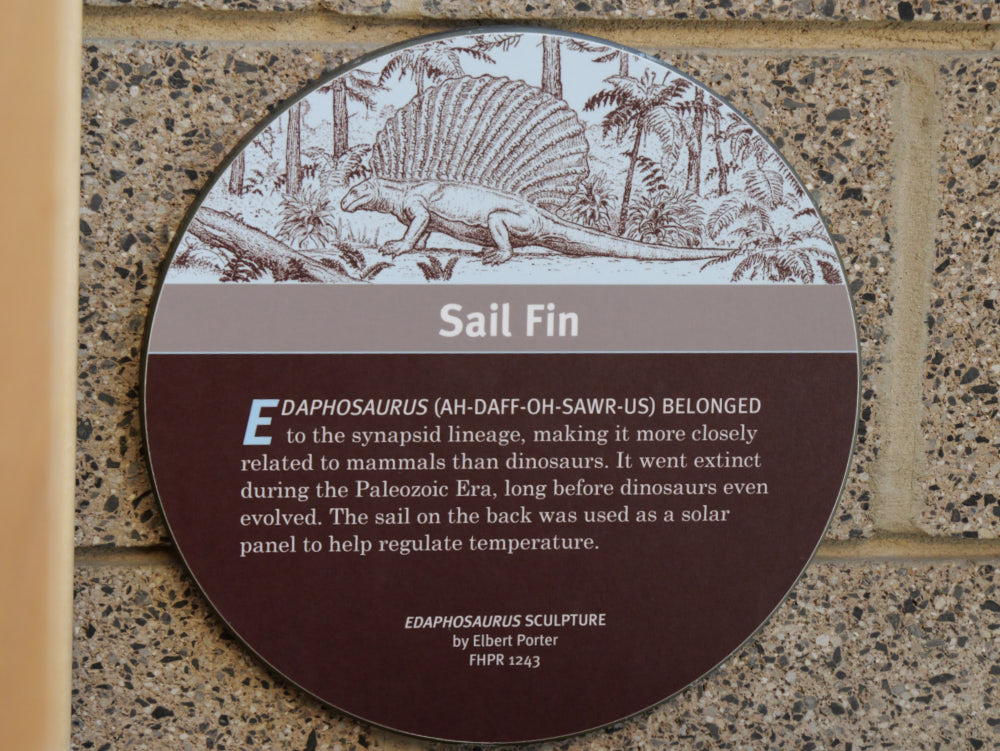 Sail Fin
EDAPHOSAURUS (AH-DAFF-OH-SAWR-US) BELONGED
to the synapsid lineage, making it more closely
related to mammals than dinosaurs. It went extinct
during the Paleozoic Era, long before dinosaurs even
evolved. The sail on the back was used as a solar
panel to help regulate temperature.
EDAPHOSAURUS SCULPTURE
by Elbert Porter
FHPR 1243